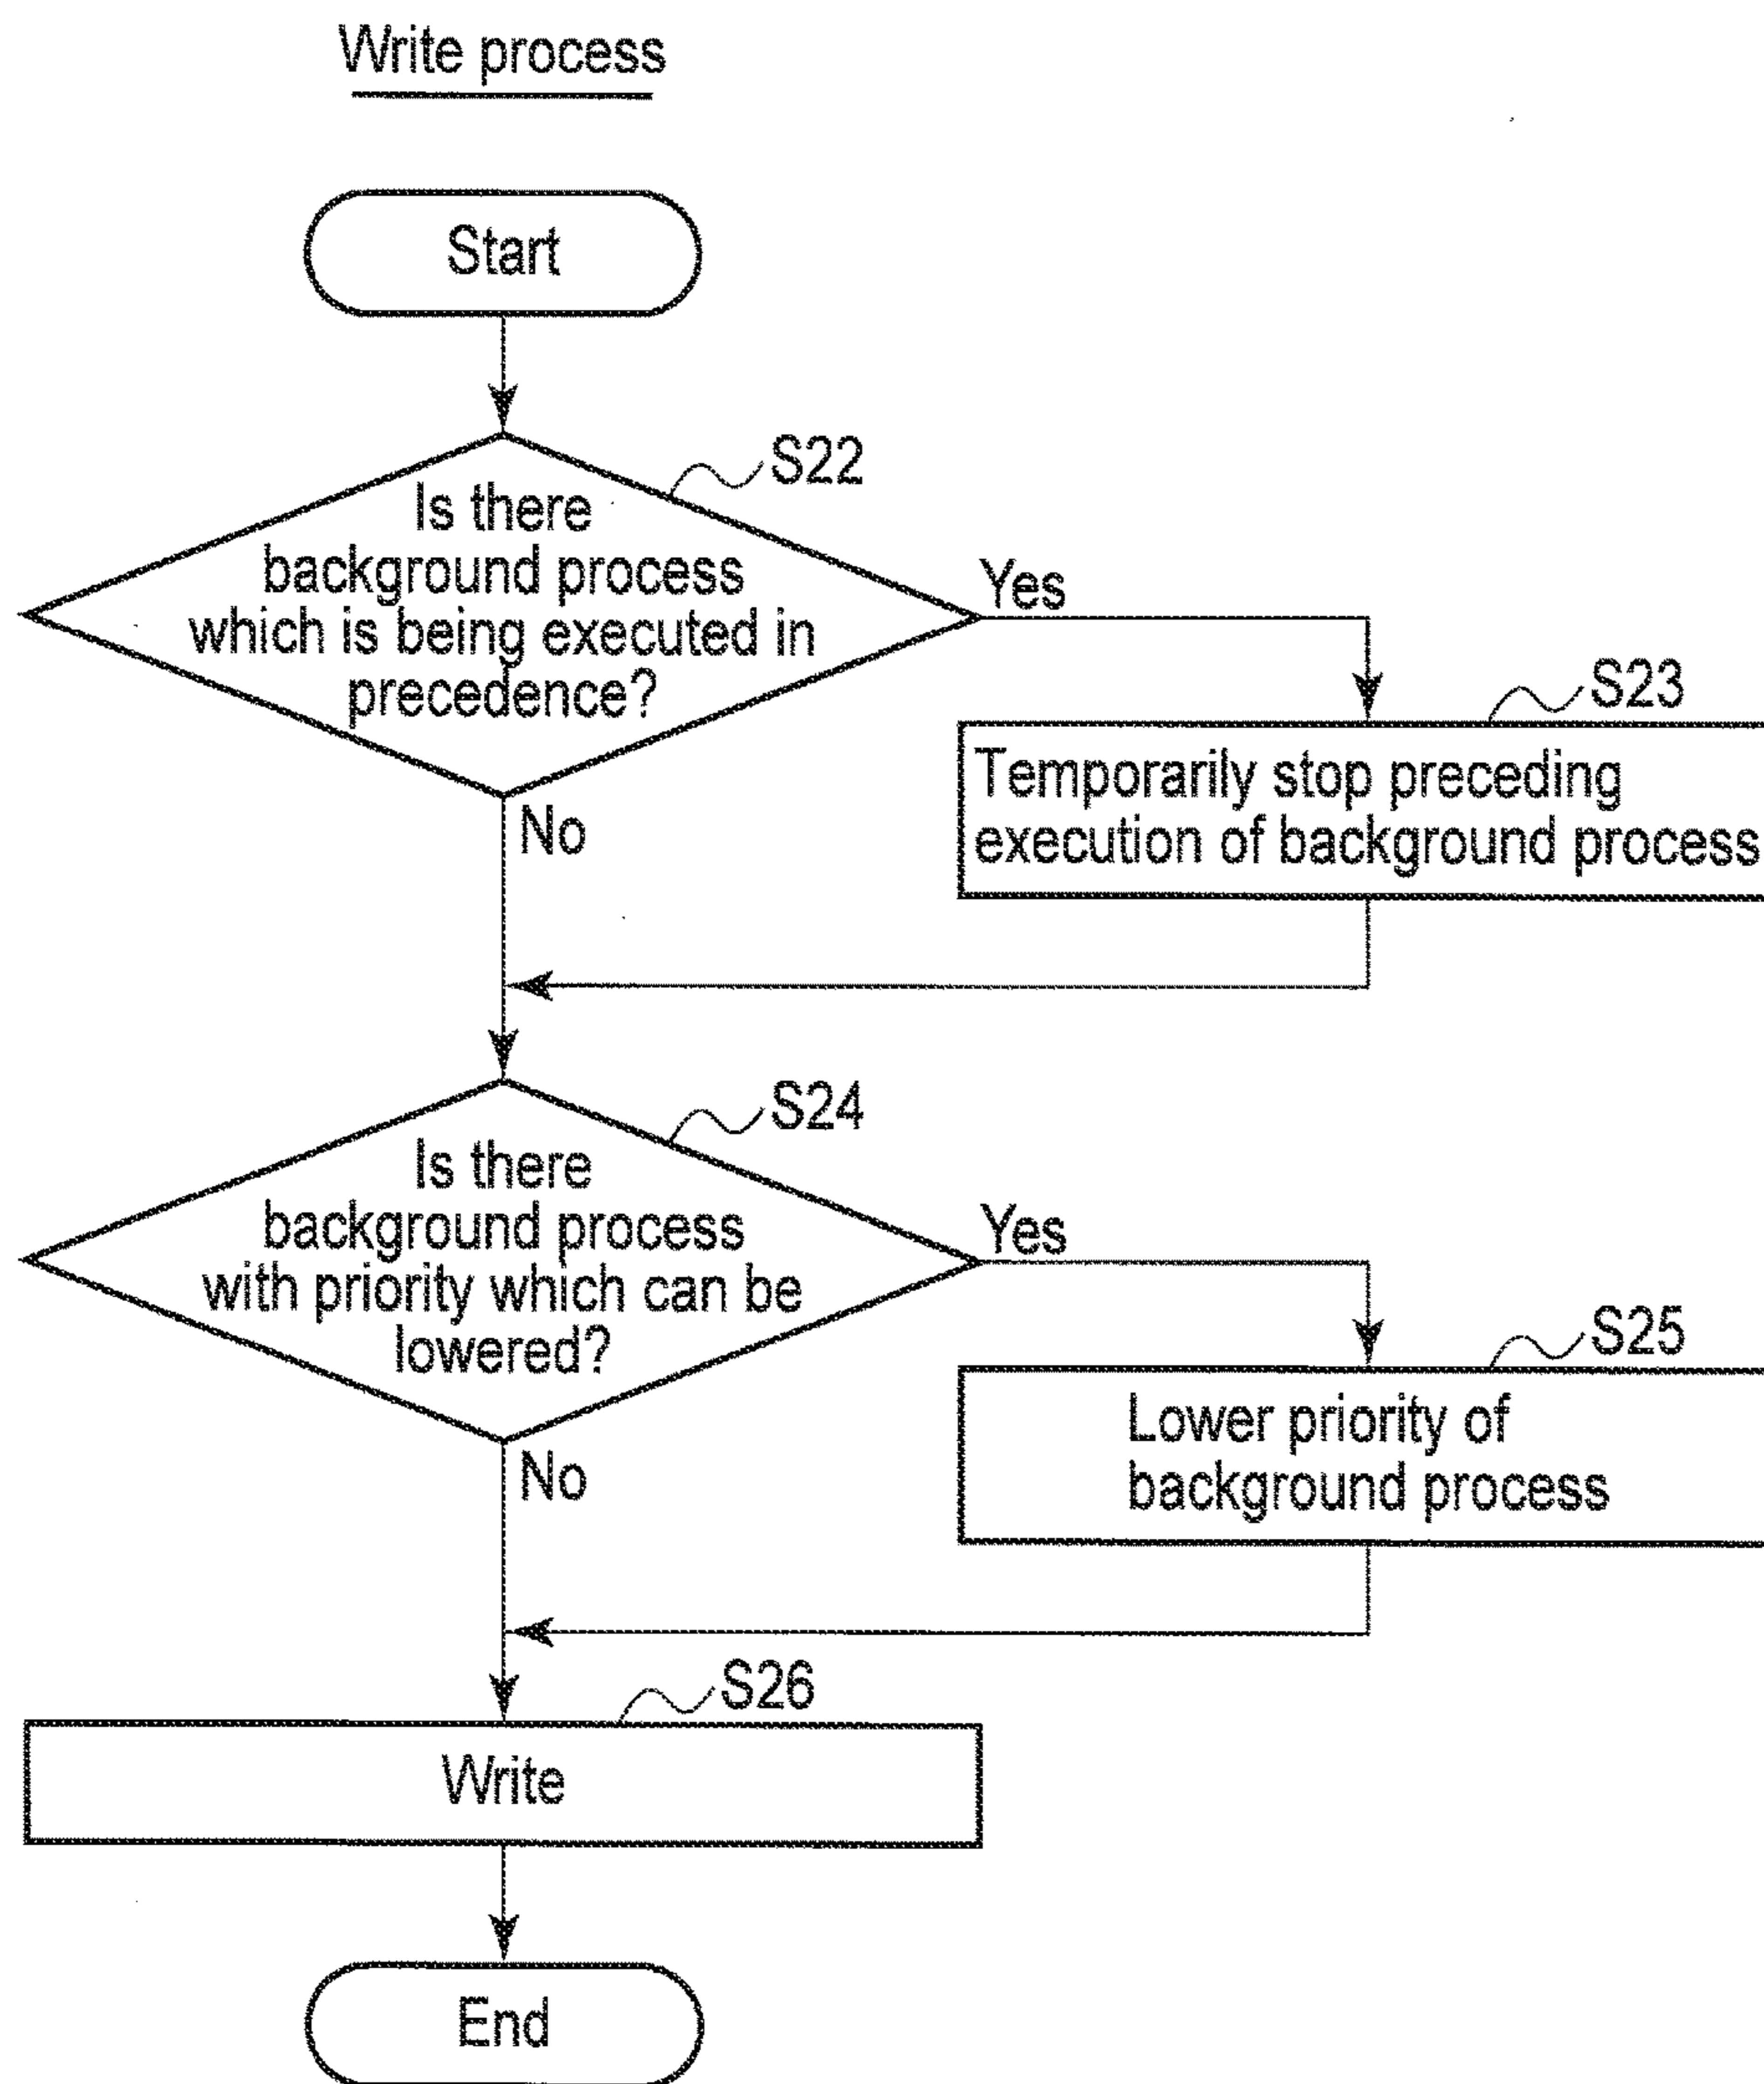 Write process
Start
S22
Is there
background process
which is being executed in
precedence?
Yes
No
S23
Temporarily stop preceding
execution of background process
S24
Is there
background process
with priority which can be
lowered?
Yes
No
S25
Lower priority of
background process
S26
Write
End